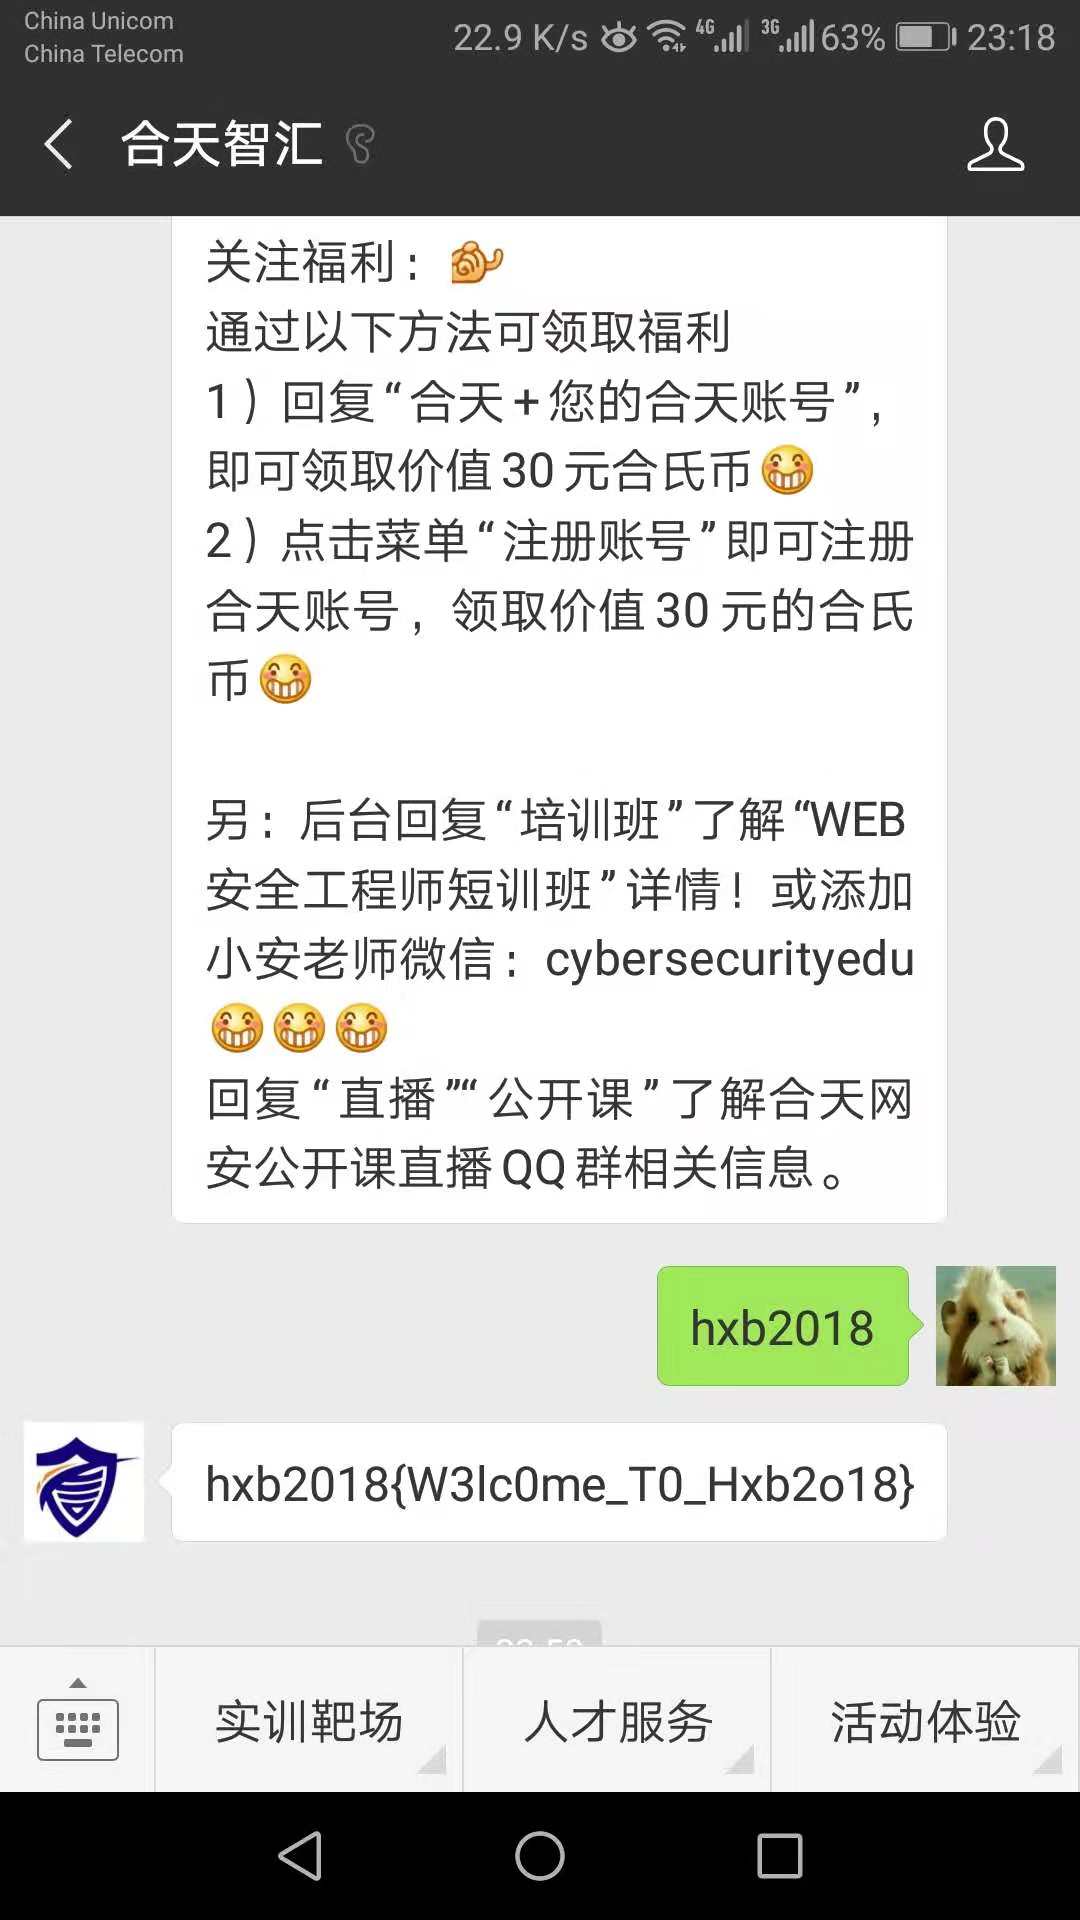 China Unicom
China Telecom
22.9 K/s 4G 3G 63% 23:18
合天智汇
关注福利：
通过以下方法可领取福利
1）回复“合天+您的合天账号”，
即可领取价值30元合氏币
2）点击菜单“注册账号”即可注册
合天账号，领取价值30元的合氏
币
另：后台回复“培训班”了解“WEB
安全工程师短训班”详情！或添加
小安老师微信：cybersecurityedu
回复“直播”“公开课”了解合天网
安公开课直播QQ群相关信息。
hxb2018
hxb2018{W3lc0me_T0_Hxb2o18}
实训靶场
人才服务
活动体验